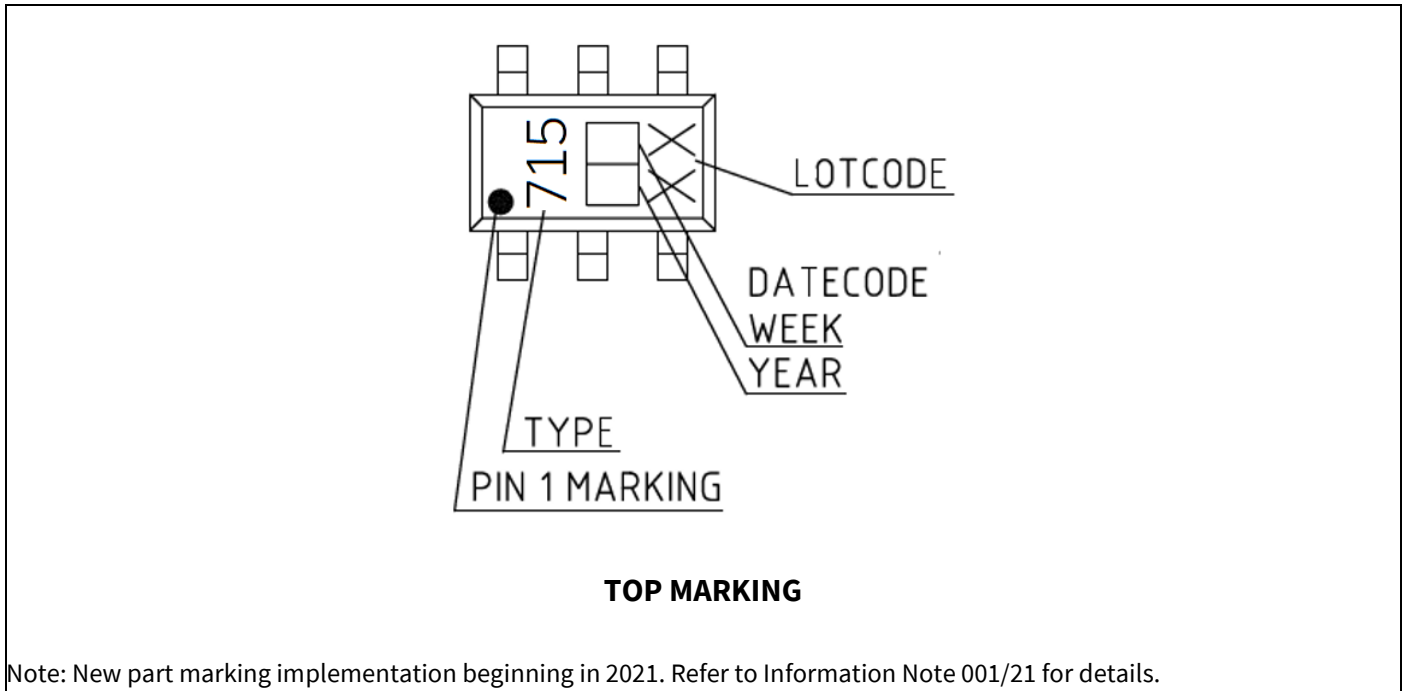 715
XX
LOTCODE
DATECODE
WEEK
YEAR
TYPE
PIN 1 MARKING
TOP MARKING
Note: New part marking implementation beginning in 2021. Refer to Information Note 001/21 for details.